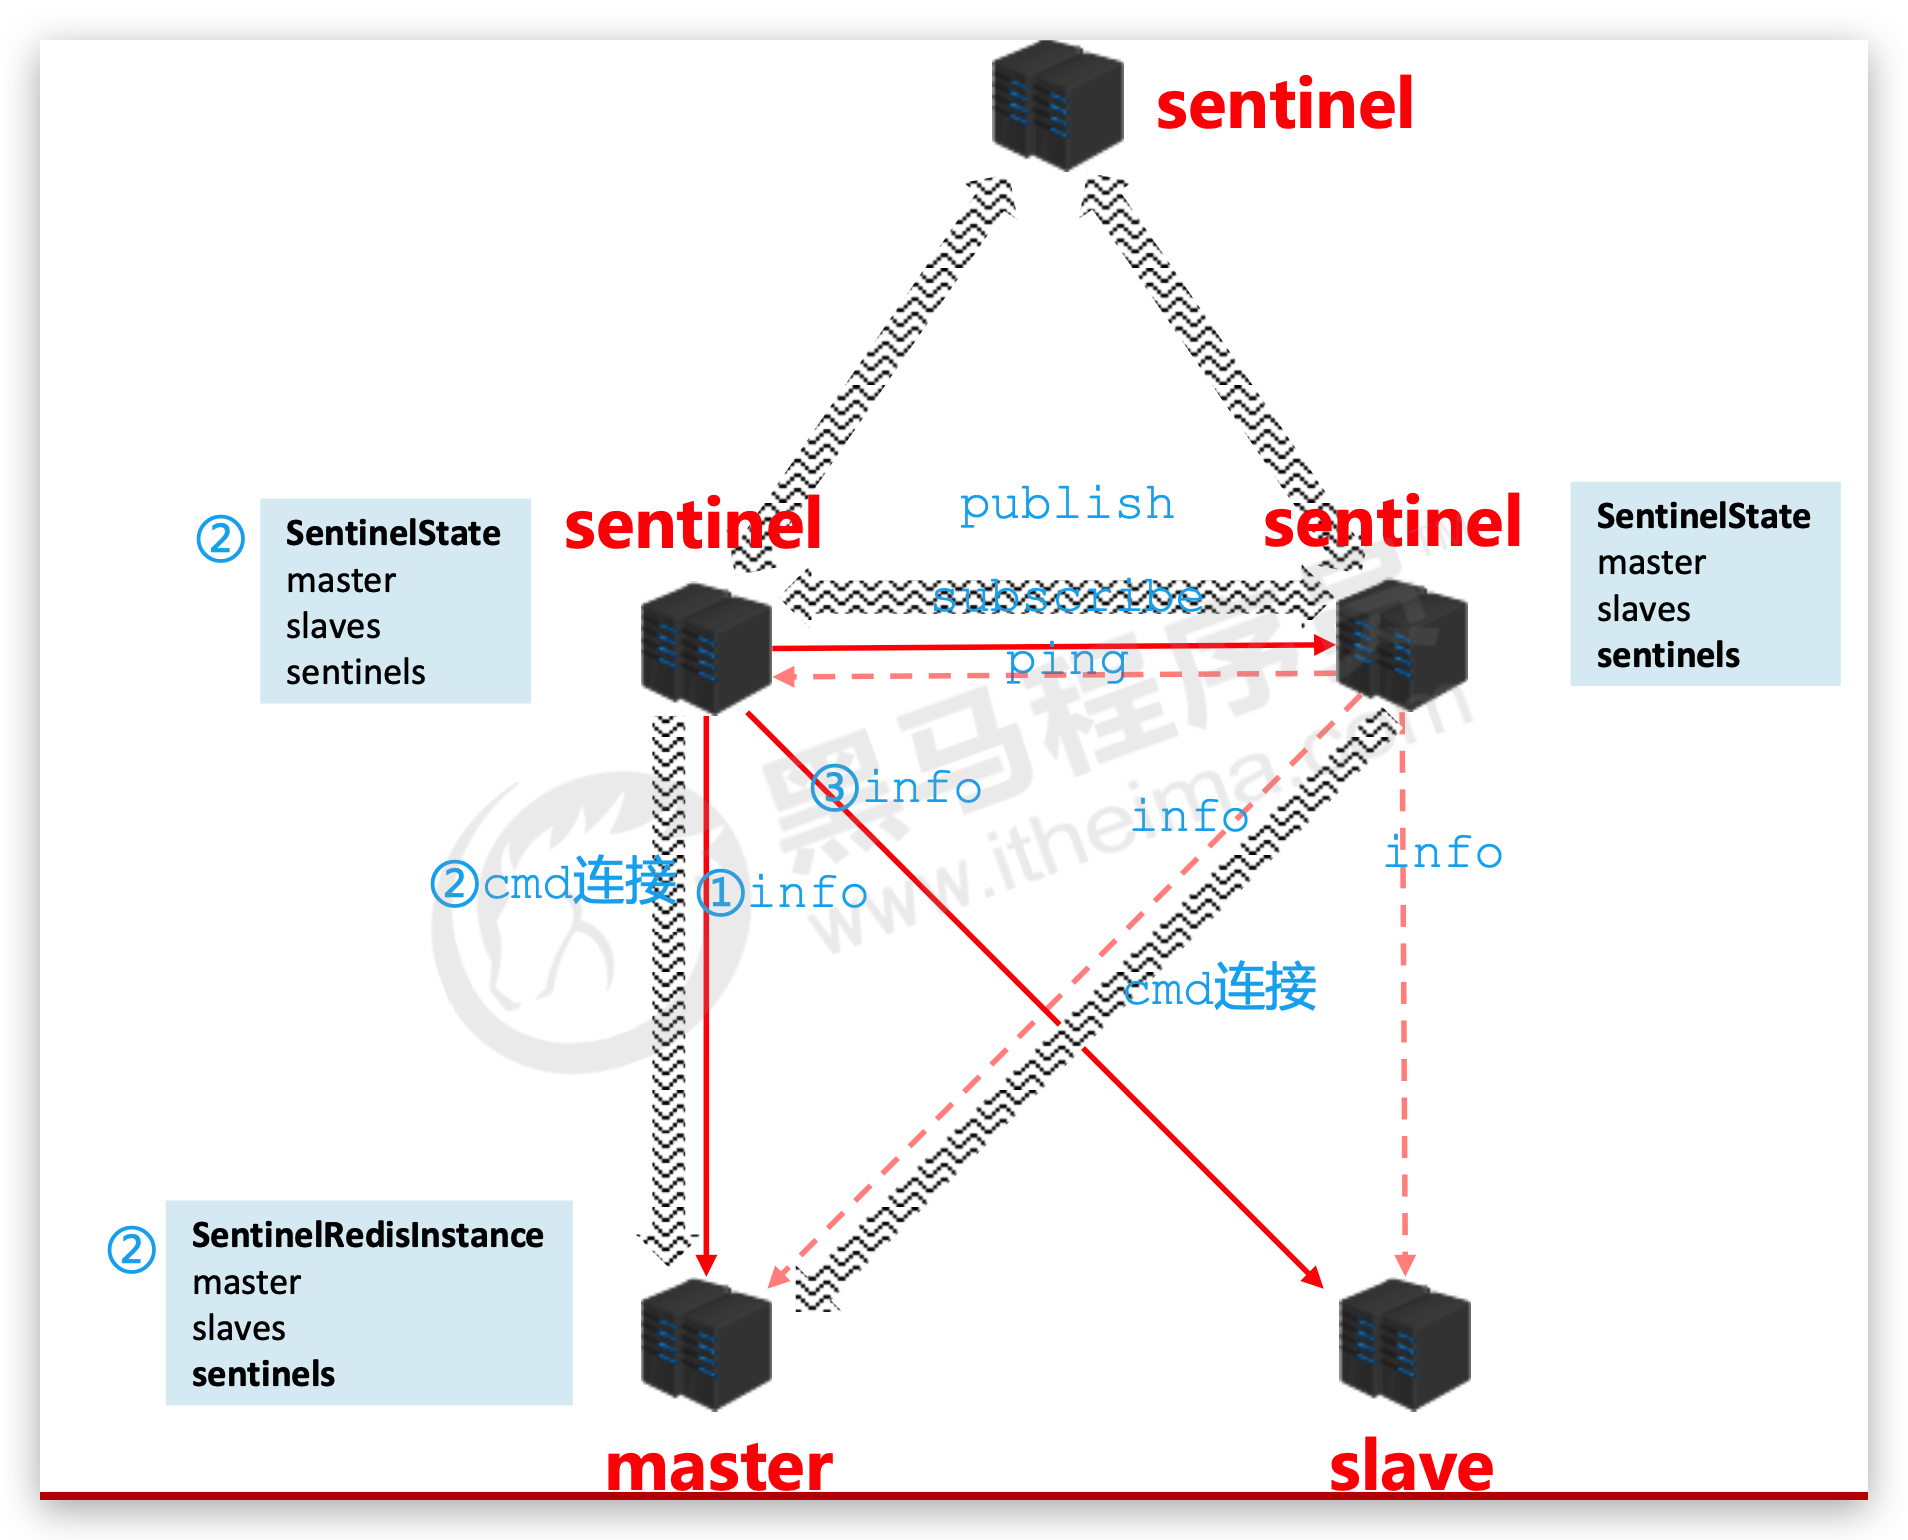 sentinel
publish
sentinel
sentinel
②
SentinelState
master
slaves
sentinels
SentinelState
master
slaves
sentinels
subscribe
ping
③info
info
info
②cmd连接
①info
cmd连接
黑马程序员
www.itheima.com
②
SentinelRedisInstance
master
slaves
sentinels
master
slave